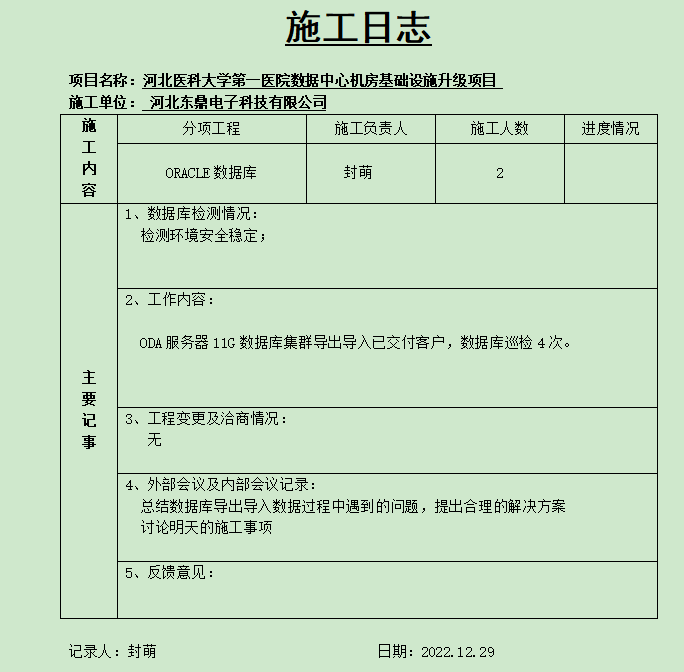 施工日志
项目名称：河北医科大学第一医院数据中心机房基础设施升级项目
施工单位： 河北东鼎电子科技有限公司
施工内容
分项工程 施工负责人 施工人数 进度情况
ORACLE 数据库 封萌 2
主要记事
1、数据库检测情况：
检测环境安全稳定；
2、工作内容：
ODA 服务器 11G 数据库集群导出导入已交付客户，数据库巡检 4 次。
3、工程变更及洽商情况：
无
4、外部会议及内部会议记录：
总结数据库导出导入数据过程中遇到的问题，提出合理的解决方案
讨论明天的施工事项
5、反馈意见：
记录人：封萌 日期：2022.12.29